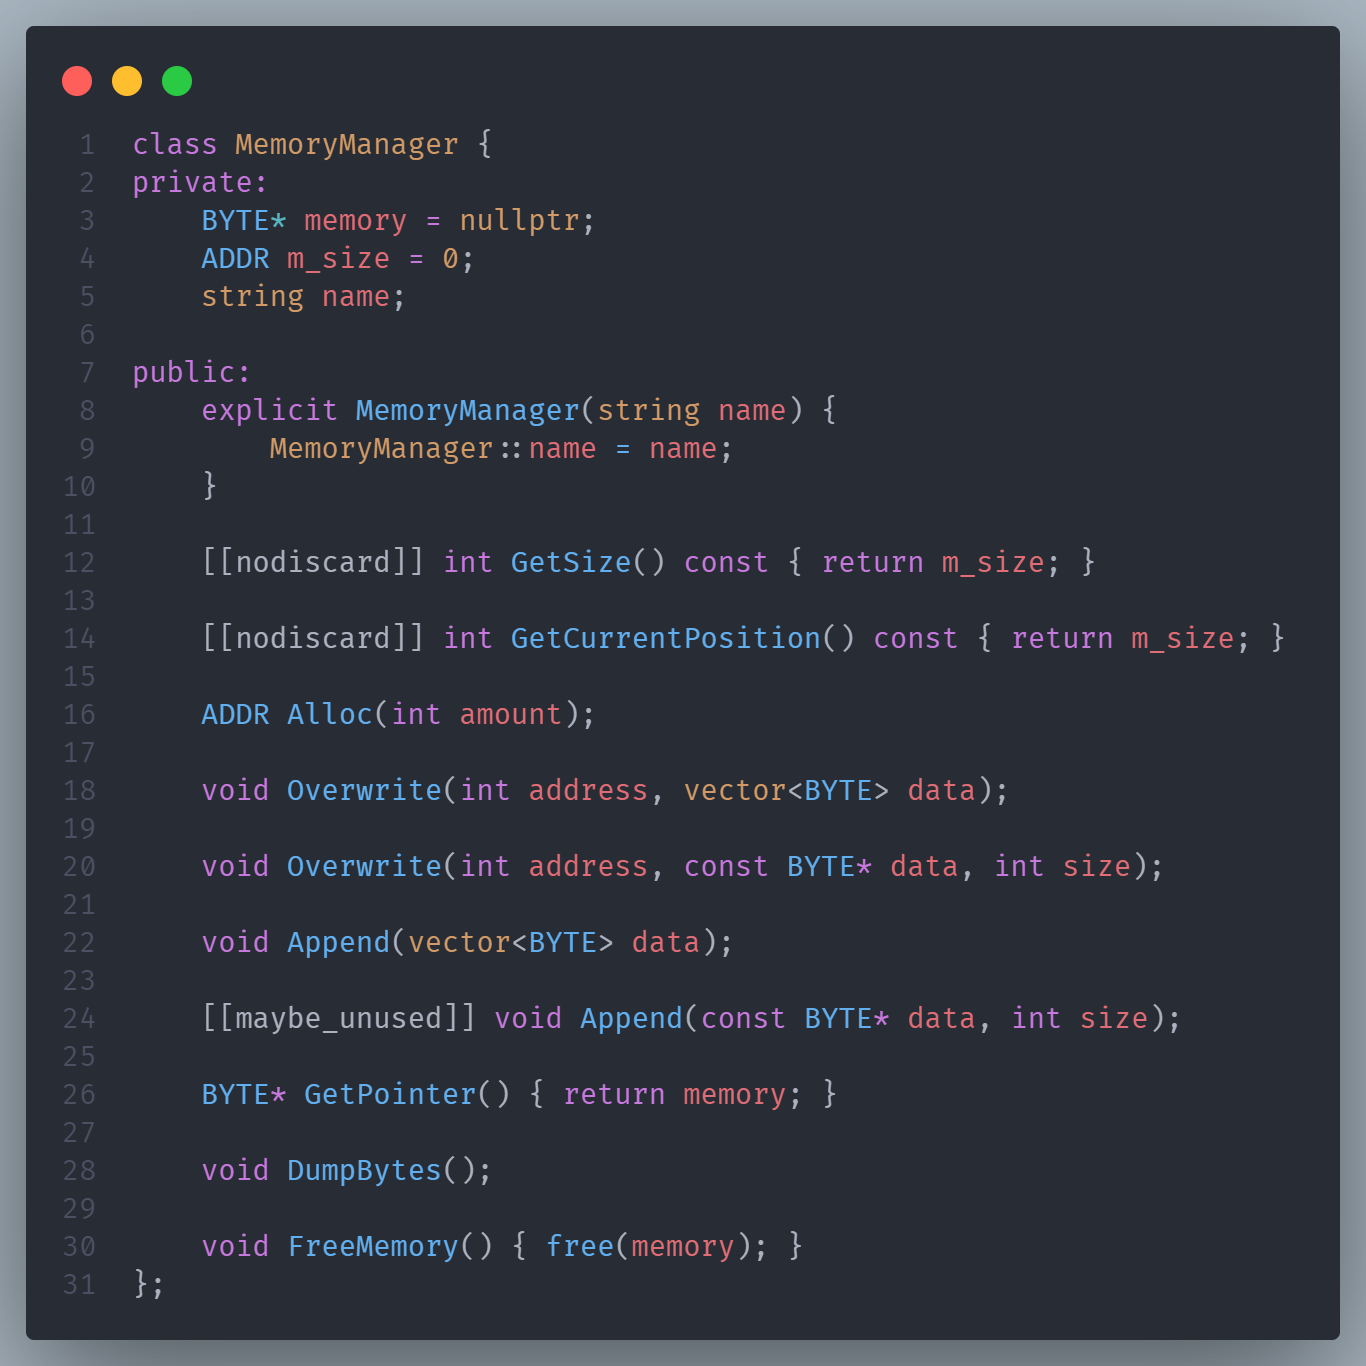 1 class MemoryManager {
2 private:
3     BYTE* memory = nullptr;
4     ADDR m_size = 0;
5     string name;
6
7 public:
8     explicit MemoryManager(string name) {
9         MemoryManager::name = name;
10     }
11
12     [[nodiscard]] int GetSize() const { return m_size; }
13
14     [[nodiscard]] int GetCurrentPosition() const { return m_size; }
15
16     ADDR Alloc(int amount);
17
18     void Overwrite(int address, vector<BYTE> data);
19
20     void Overwrite(int address, const BYTE* data, int size);
21
22     void Append(vector<BYTE> data);
23
24     [[maybe_unused]] void Append(const BYTE* data, int size);
25
26     BYTE* GetPointer() { return memory; }
27
28     void DumpBytes();
29
30     void FreeMemory() { free(memory); }
31 };